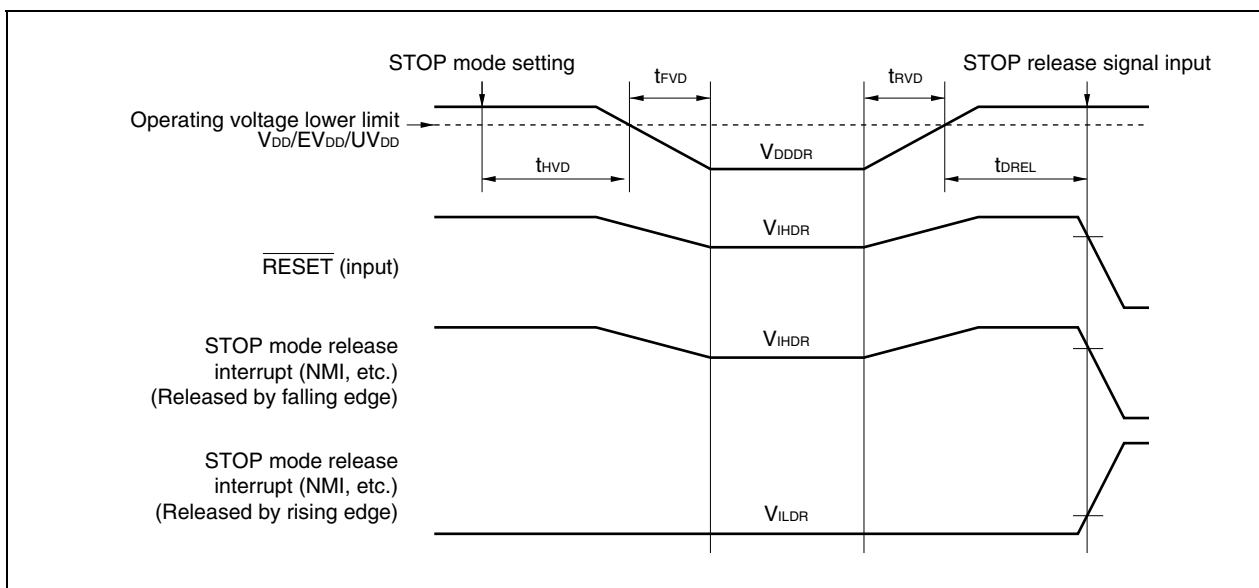 STOP mode setting
tFVD
tRVD
STOP release signal input
Operating voltage lower limit
VDD/EVDD/UVDD
VDDDR
tHVD
tDREL
VIHDR
RESET (input)
VIHDR
STOP mode release
interrupt (NMI, etc.)
(Released by falling edge)
STOP mode release
interrupt (NMI, etc.)
(Released by rising edge)
VILDR